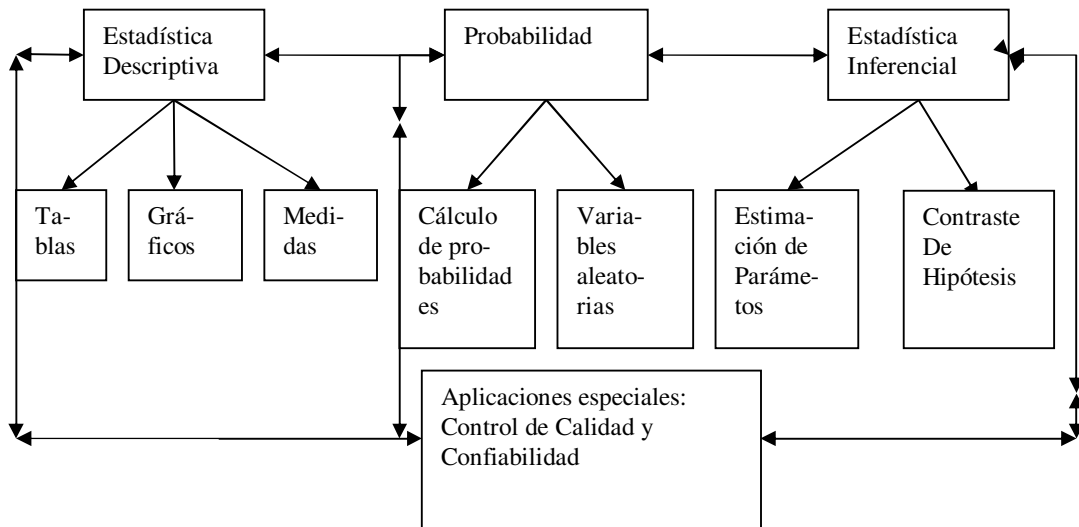 Estadística
Descriptiva
Probabilidad
Estadística
Inferencial
Ta-
blas
Grá-
ficos
Medi-
das
Cálculo
de pro-
babilidad
es
Varia-
bles
aleato-
rias
Estima-
ción de
Paráme-
tos
Contraste
De
Hipótesis
Aplicaciones especiales:
Control de Calidad y
Confiabilidad